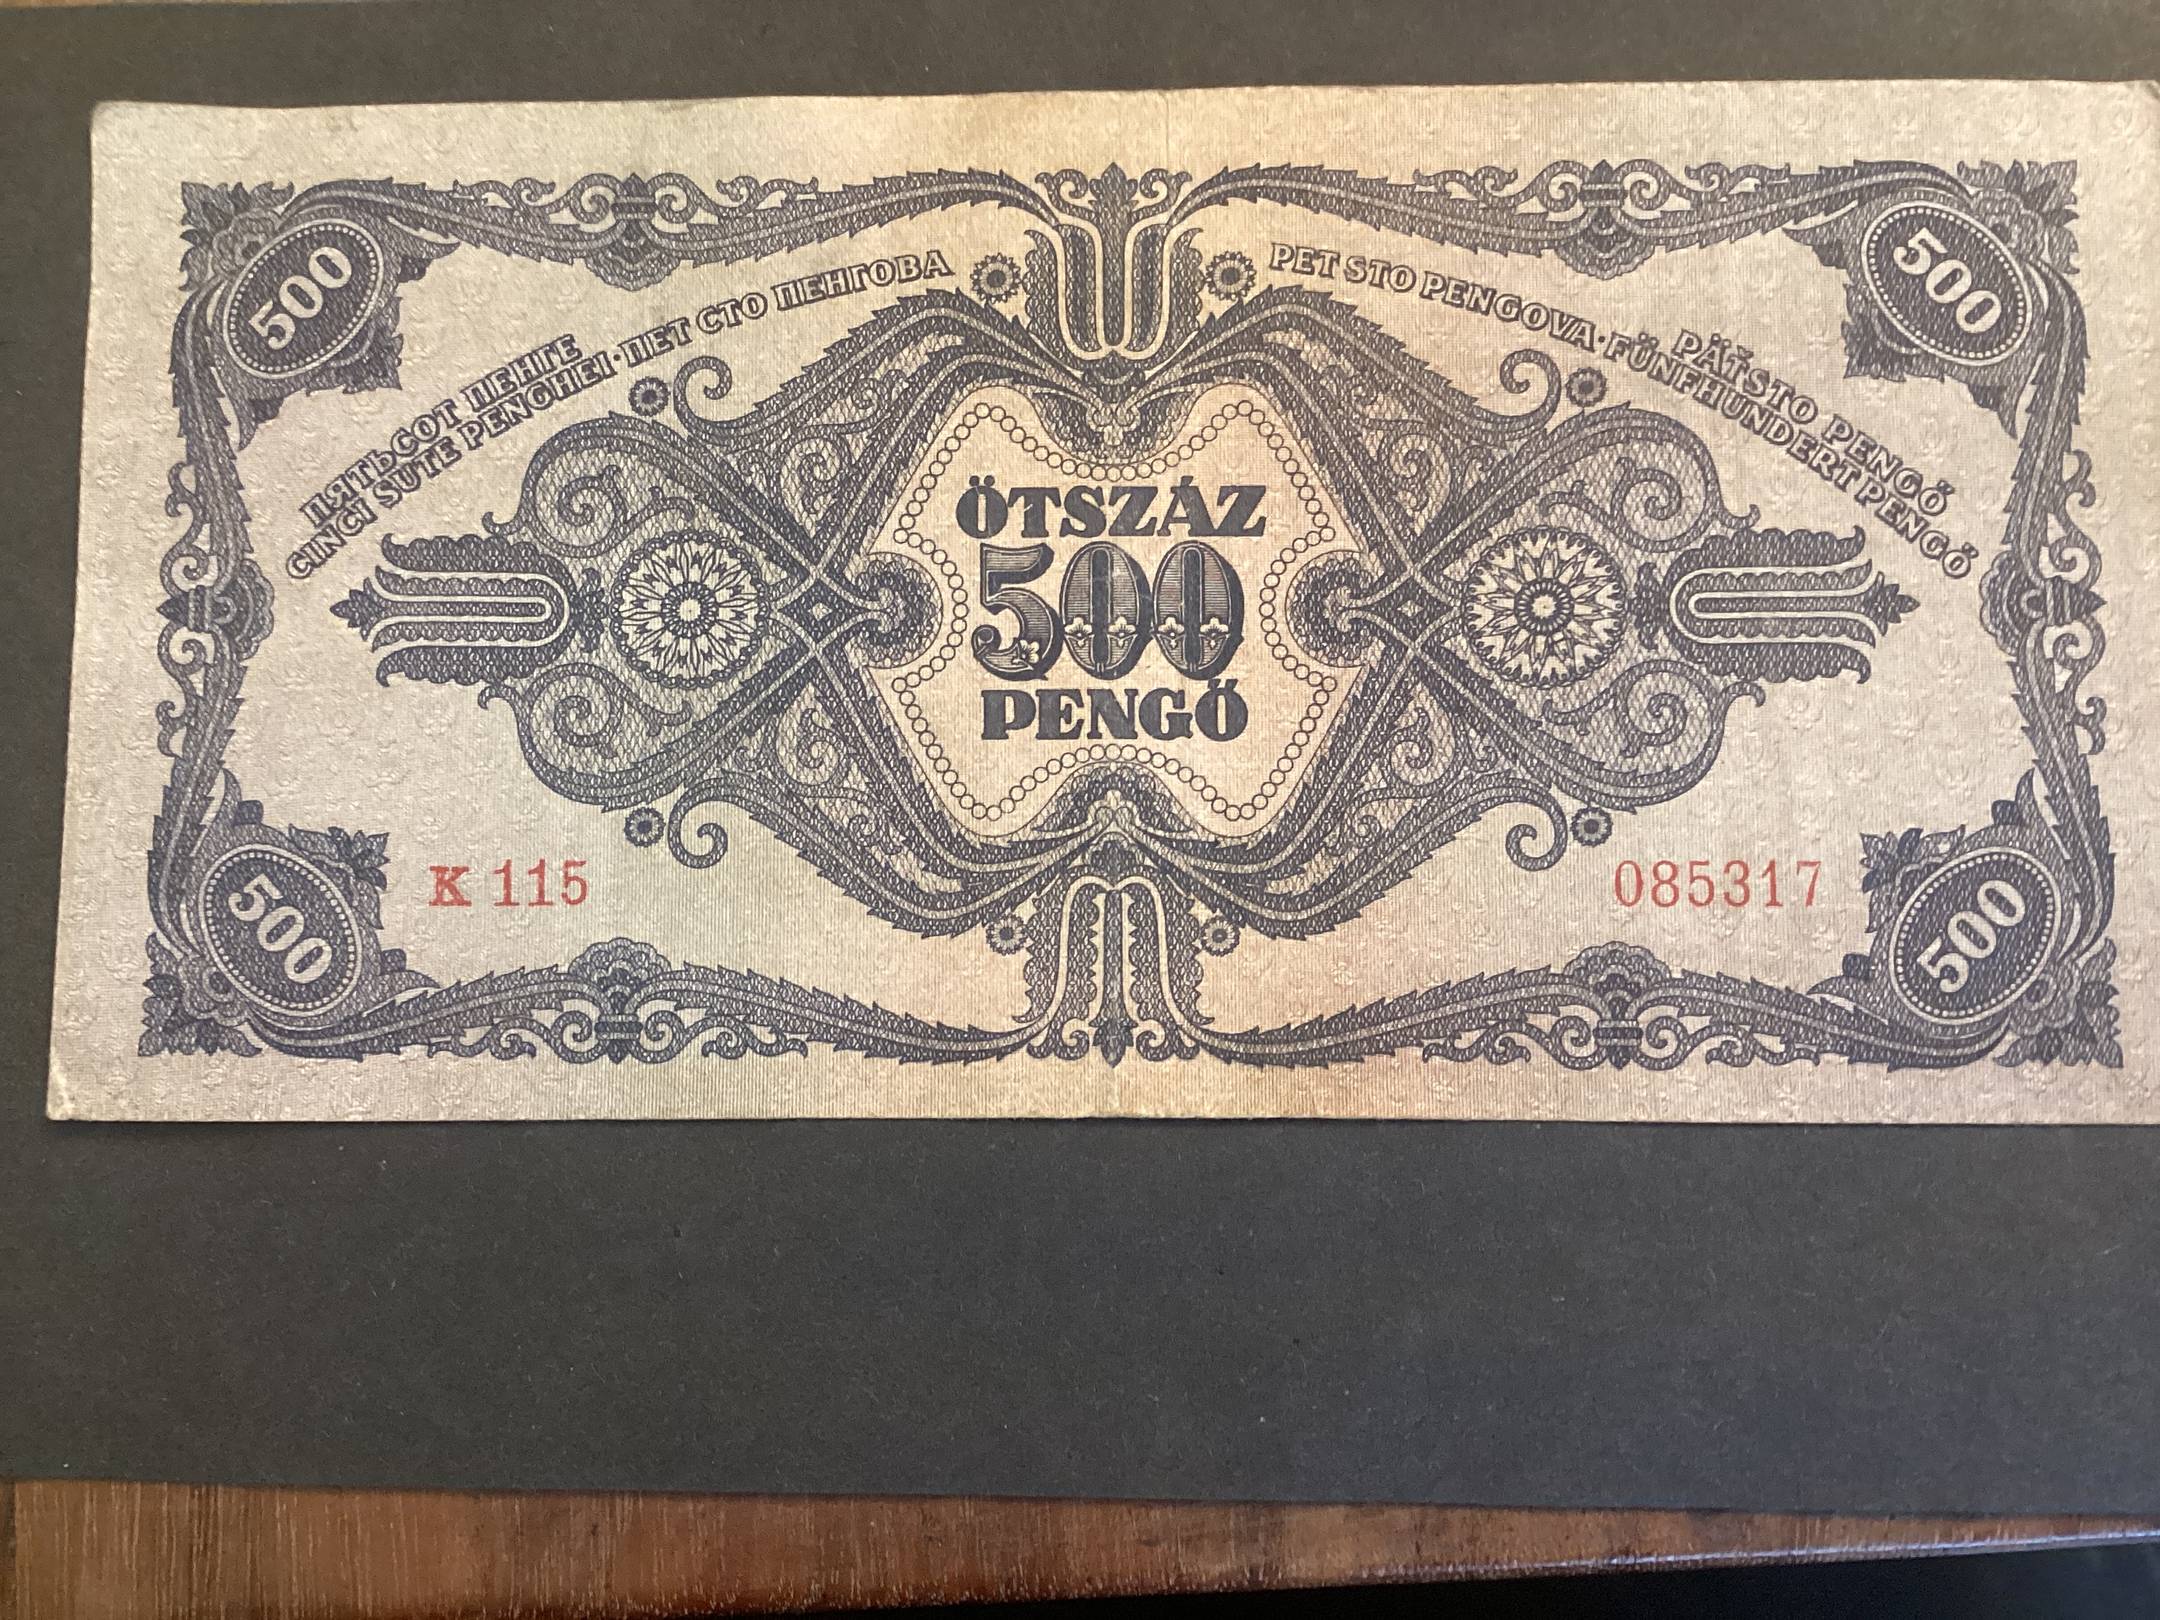 500
500
ПЯТЬСОТ ПЕНГЕ
CINCI SUTE PENGHEI · ПЕТ СТО ПЕНГОВА
PET STO PENGOVA · FÜNFHUNDERT PENGŐ
PÄŤSTO PENGŐ
ÖTSZÁZ
500
PENGŐ
K 115
085317
500
500